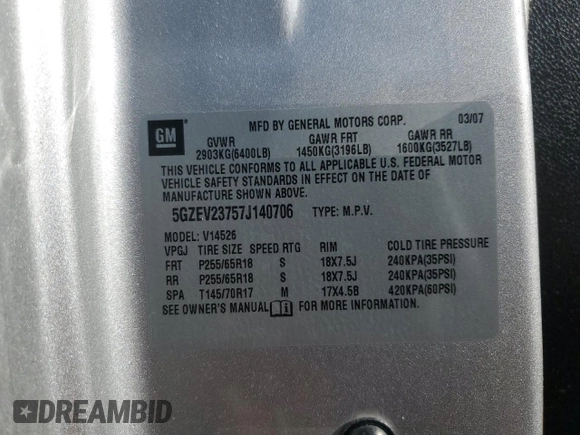 MFD BY GENERAL MOTORS CORP. 03/07
GM
GVWR GAWR FRT GAWR RR
2903KG(6400LB) 1450KG(3196LB) 1600KG(3527LB)
THIS VEHICLE CONFORMS TO ALL APPLICABLE U.S. FEDERAL MOTOR
VEHICLE SAFETY STANDARDS IN EFFECT ON THE DATE OF
MANUFACTURE SHOWN ABOVE.
5GZEV23757J140706 TYPE: M.P.V.
MODEL: V14526
VPGJ TIRE SIZE SPEED RTG RIM COLD TIRE PRESSURE
FRT P255/65R18 S 18X7.5J 240KPA(35PSI)
RR P255/65R18 S 18X7.5J 240KPA(35PSI)
SPA T145/70R17 M 17X4.5B 420KPA(60PSI)
SEE OWNER'S MANUAL i FOR MORE INFORMATION.
DREAMBID